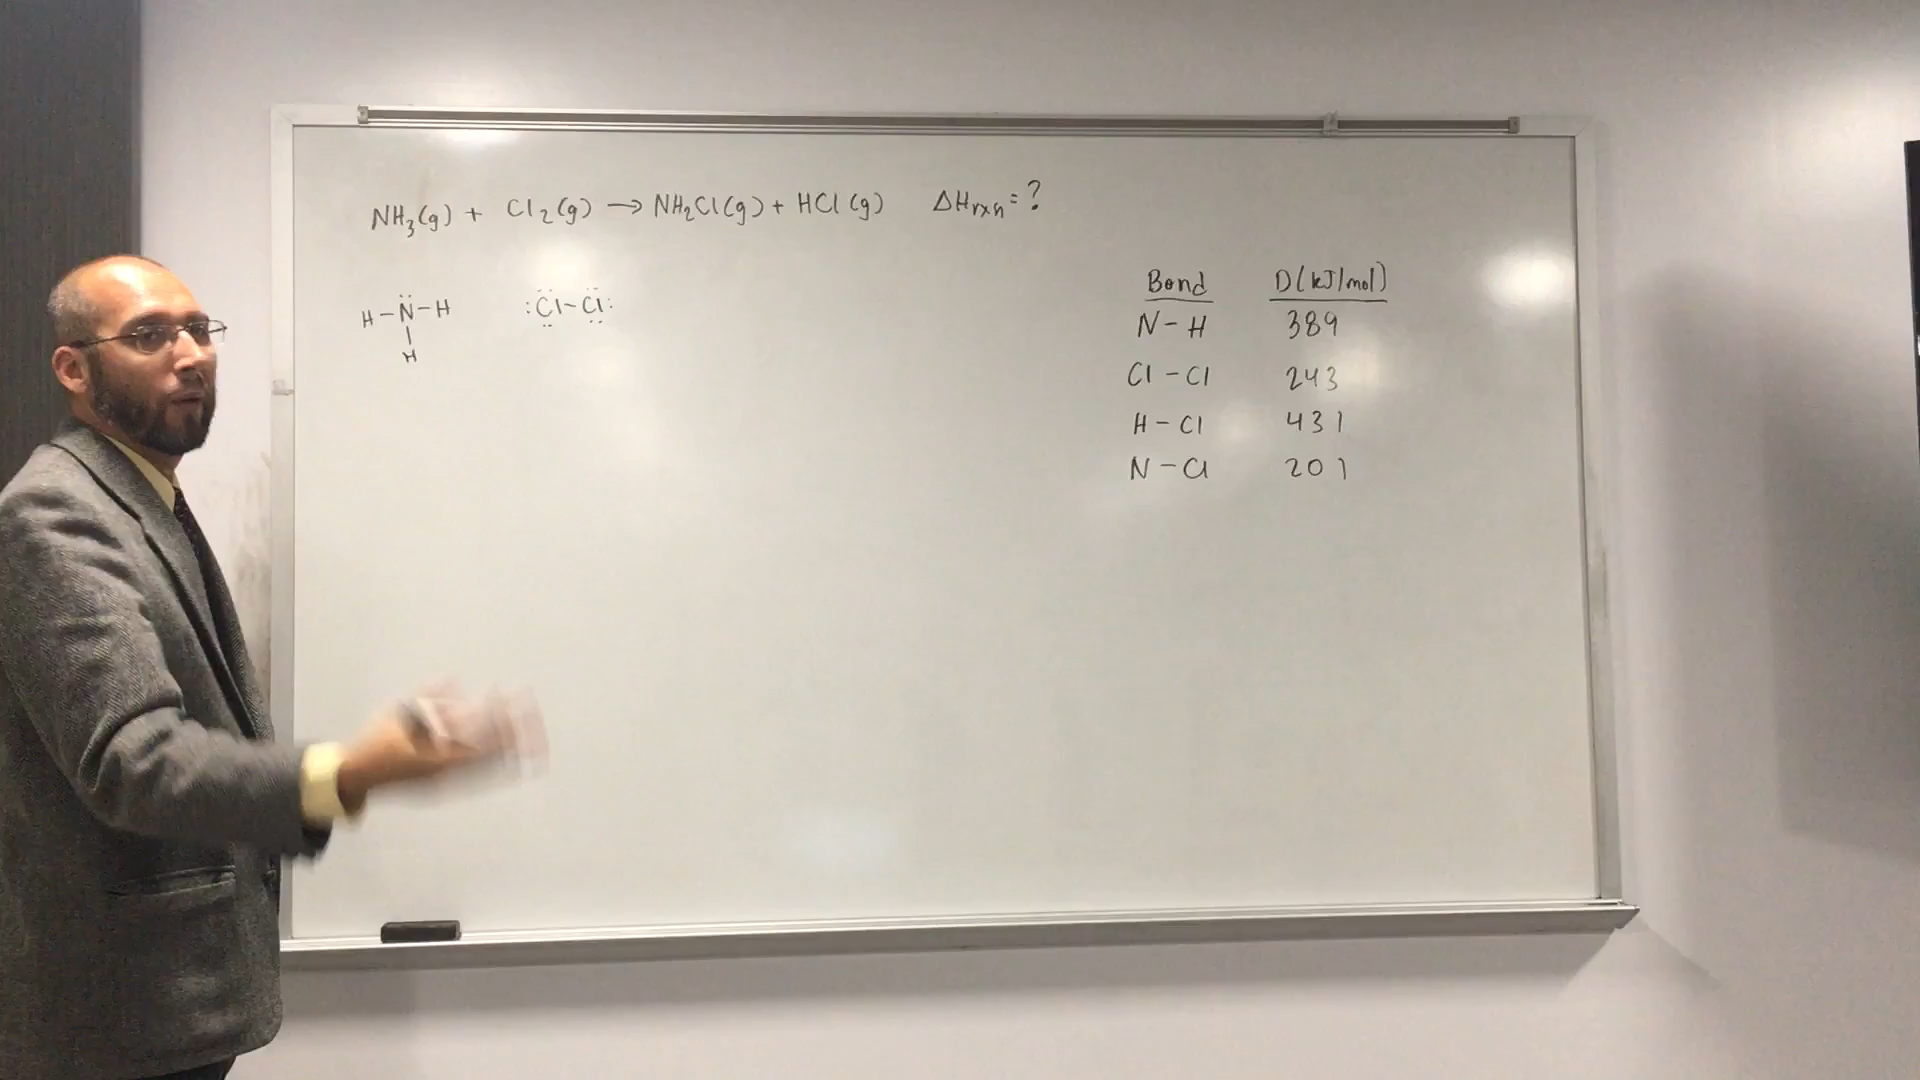 NH₃(g) + Cl₂(g) → NH₂Cl(g) + HCl(g) ΔHrxn = ?
H-N-H
H
:Cl-Cl:
Bond D(kJ/mol)
N-H 389
Cl-Cl 243
H-Cl 431
N-Cl 201